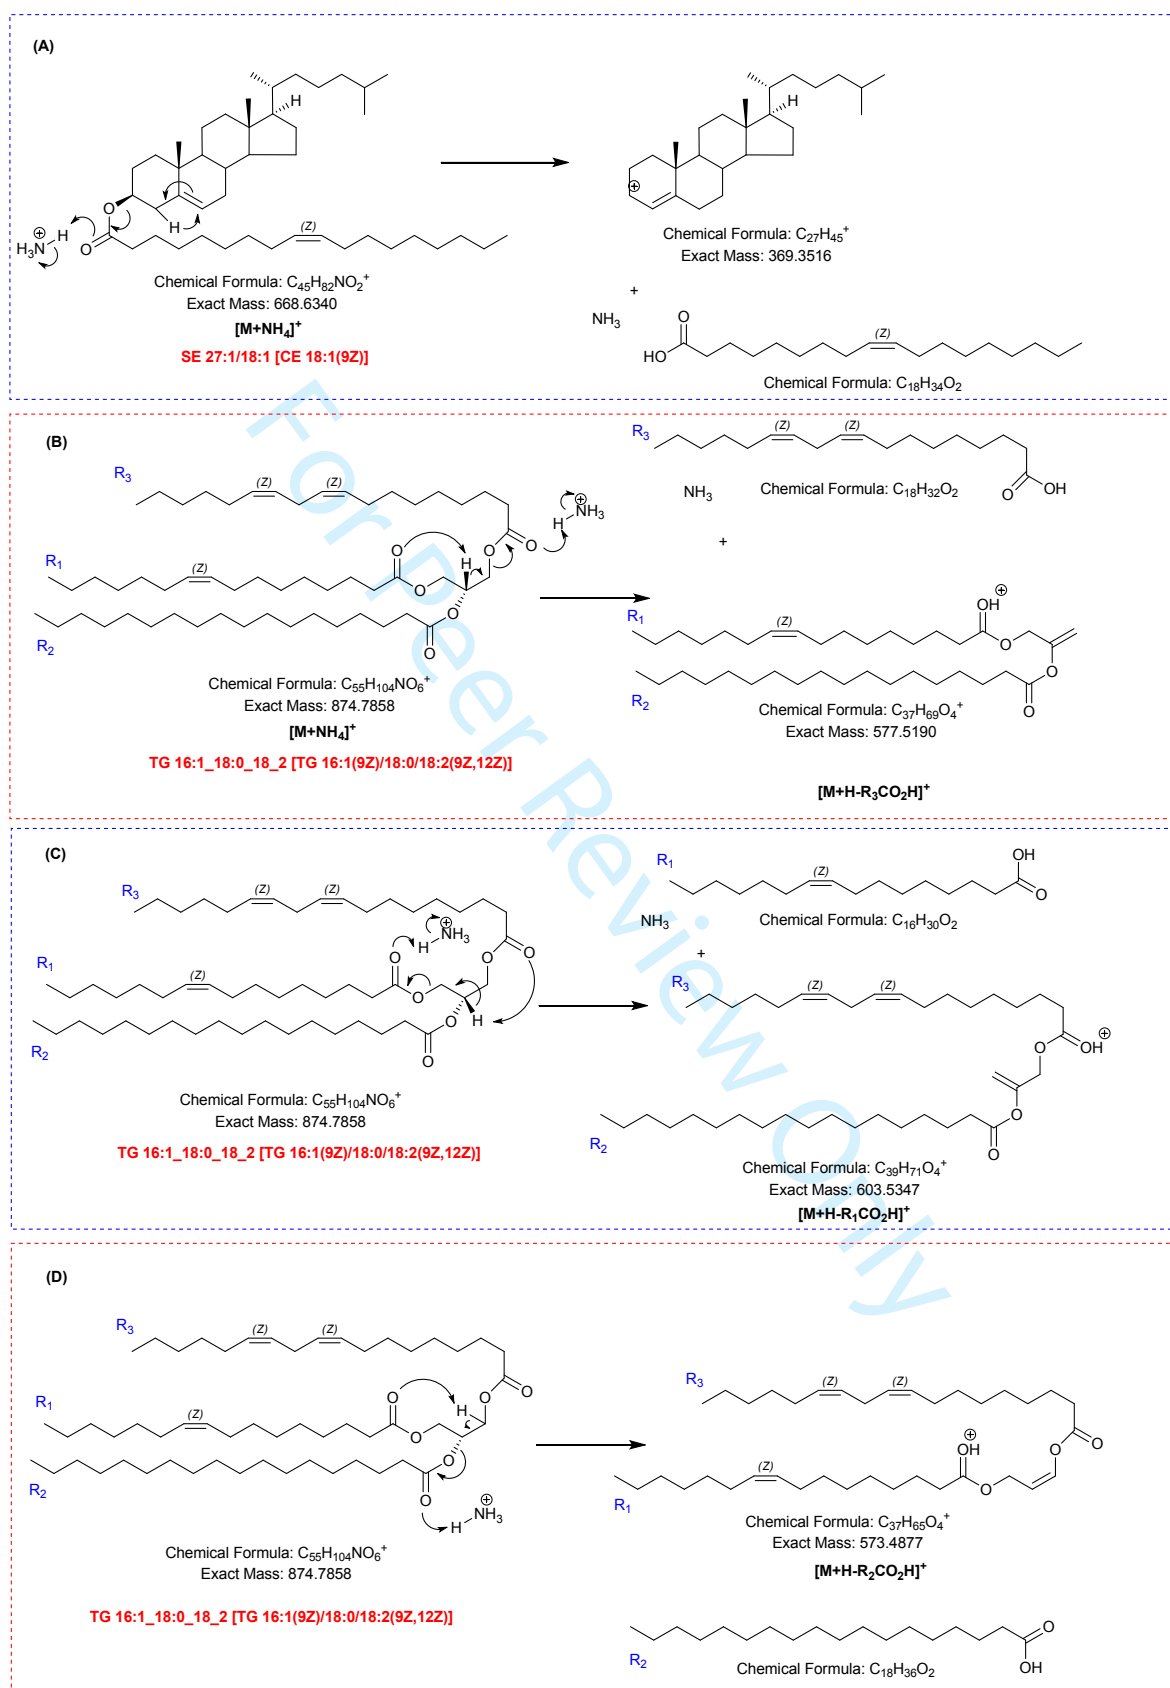 (A)
H
O
H
H
H₃N
⊕
O
(Z)
Chemical Formula: C₄₅H₈₂NO₂⁺
Exact Mass: 668.6340
[M+NH₄]⁺
SE 27:1/18:1 [CE 18:1(9Z)]
H
⊕
Chemical Formula: C₂₇H₄₅⁺
Exact Mass: 369.3516
+
NH₃
O
HO
(Z)
Chemical Formula: C₁₈H₃₄O₂
(B)
R₃
(Z)
(Z)
⊕
H
NH₃
O
O
O
H
R₁
(Z)
O
O
R₂
O
Chemical Formula: C₅₅H₁₀₄NO₆⁺
Exact Mass: 874.7858
[M+NH₄]⁺
TG 16:1_18:0_18_2 [TG 16:1(9Z)/18:0/18:2(9Z,12Z)]
R₃
(Z)
(Z)
O
OH
NH₃
Chemical Formula: C₁₈H₃₂O₂
+
R₁
(Z)
⊕
OH
O
O
R₂
O
Chemical Formula: C₃₇H₆₉O₄⁺
Exact Mass: 577.5190
[M+H-R₃CO₂H]⁺
(C)
R₃
(Z)
(Z)
⊕
H
NH₃
O
O
O
R₁
(Z)
O
H
O
R₂
O
Chemical Formula: C₅₅H₁₀₄NO₆⁺
Exact Mass: 874.7858
TG 16:1_18:0_18_2 [TG 16:1(9Z)/18:0/18:2(9Z,12Z)]
R₁
(Z)
OH
O
NH₃
Chemical Formula: C₁₆H₃₀O₂
+
R₃
(Z)
(Z)
O
OH
⊕
O
R₂
O
Chemical Formula: C₃₉H₇₁O₄⁺
Exact Mass: 603.5347
[M+H-R₁CO₂H]⁺
(D)
R₃
(Z)
(Z)
O
O
O
H
R₁
(Z)
O
O
R₂
O
⊕
H
NH₃
Chemical Formula: C₅₅H₁₀₄NO₆⁺
Exact Mass: 874.7858
TG 16:1_18:0_18_2 [TG 16:1(9Z)/18:0/18:2(9Z,12Z)]
R₃
(Z)
(Z)
O
O
⊕
OH
(Z)
O
R₁
Chemical Formula: C₃₇H₆₅O₄⁺
Exact Mass: 573.4877
[M+H-R₂CO₂H]⁺
R₂
O
OH
Chemical Formula: C₁₈H₃₆O₂
For Peer Review Only